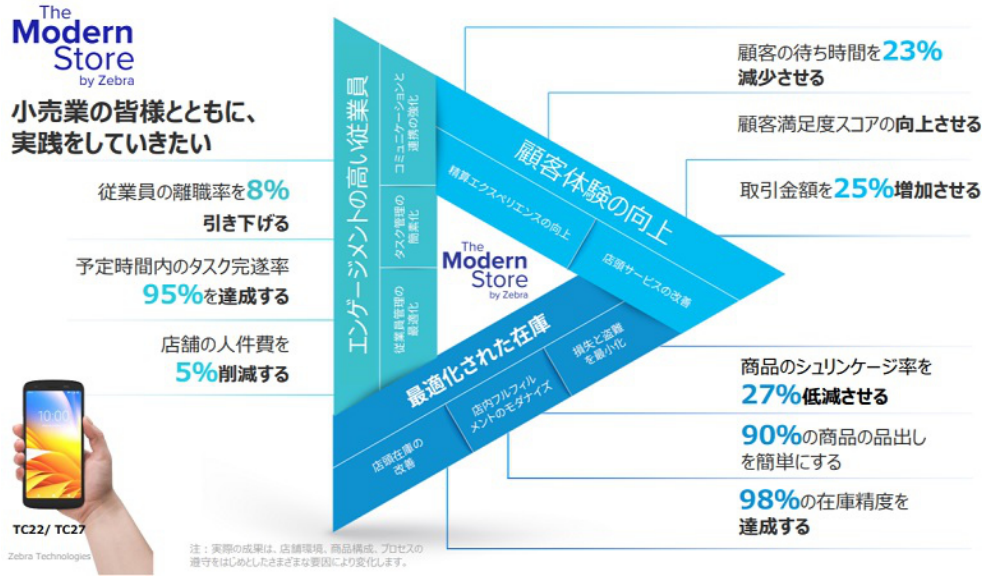 The
Modern
Store
by Zebra
小売業の皆様とともに、
実践をしていきたい
従業員の離職率を8%
引き下げる
予定時間内のタスク完遂率
95%を達成する
店舗の人件費を
5%削減する
10:00
TC22/ TC27
Zebra Technologies
エンゲージメントの高い従業員
コミュニケーションと
連携の強化
タスク管理の
簡素化
従業員管理の
最適化
顧客体験の向上
精算エクスペリエンスの向上
店頭サービスの改善
The
Modern
Store
by Zebra
最適化された在庫
損失と盗難
を最小化
店内フルフィル
メントのモダナイズ
店頭在庫の
改善
顧客の待ち時間を23%
減少させる
顧客満足度スコアの向上させる
取引金額を25%増加させる
商品のシュリンケージ率を
27%低減させる
90%の商品の品出し
を簡単にする
98%の在庫精度を
達成する
注：実際の成果は、店舗環境、商品構成、プロセスの
遵守をはじめとしたさまざまな要因により変化します。